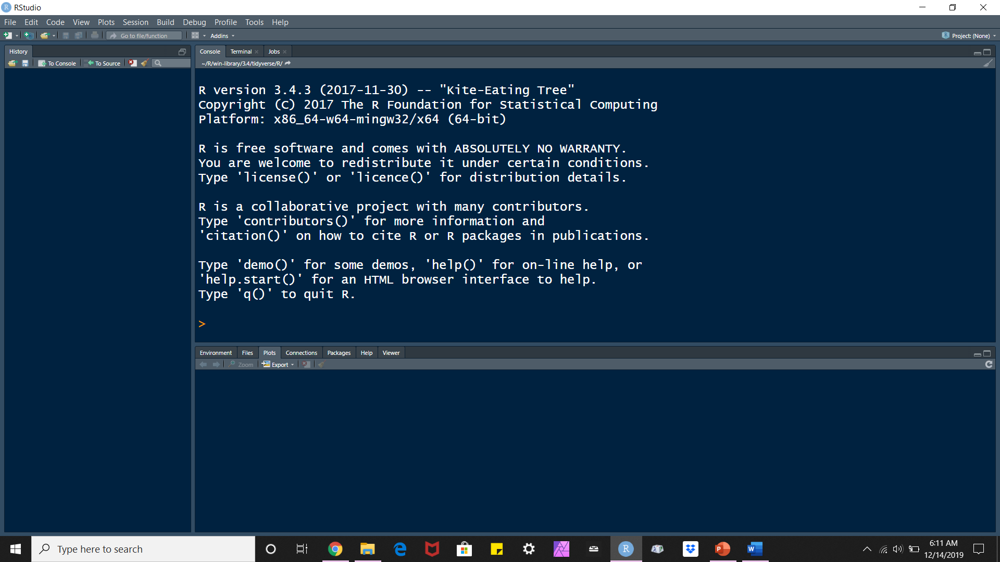 RStudio
File Edit Code View Plots Session Build Debug Profile Tools Help
Go to file/function Addins Project: (None)
History
To Console To Source
Console Terminal Jobs
~/R/win-library/3.4/tidyverse/R/
R version 3.4.3 (2017-11-30) -- "Kite-Eating Tree"
Copyright (C) 2017 The R Foundation for Statistical Computing
Platform: x86_64-w64-mingw32/x64 (64-bit)
R is free software and comes with ABSOLUTELY NO WARRANTY.
You are welcome to redistribute it under certain conditions.
Type 'license()' or 'licence()' for distribution details.
R is a collaborative project with many contributors.
Type 'contributors()' for more information and
'citation()' on how to cite R or R packages in publications.
Type 'demo()' for some demos, 'help()' for on-line help, or
'help.start()' for an HTML browser interface to help.
Type 'q()' to quit R.
>
Environment Files Plots Connections Packages Help Viewer
Zoom Export
Type here to search
6:11 AM
12/14/2019